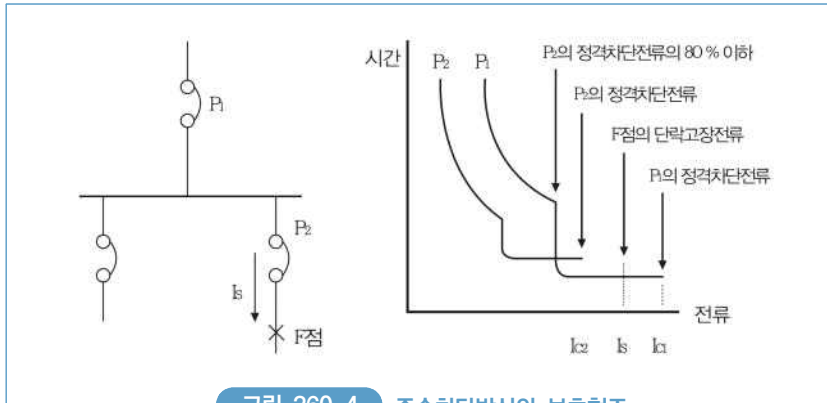 P₁
P₂
Is
F점
시간
P₂
P₁
P₂의 정격차단전류의 80 % 이하
P₂의 정격차단전류
F점의 단락고장전류
P₁의 정격차단전류
전류
Ic2
Is
Ic1